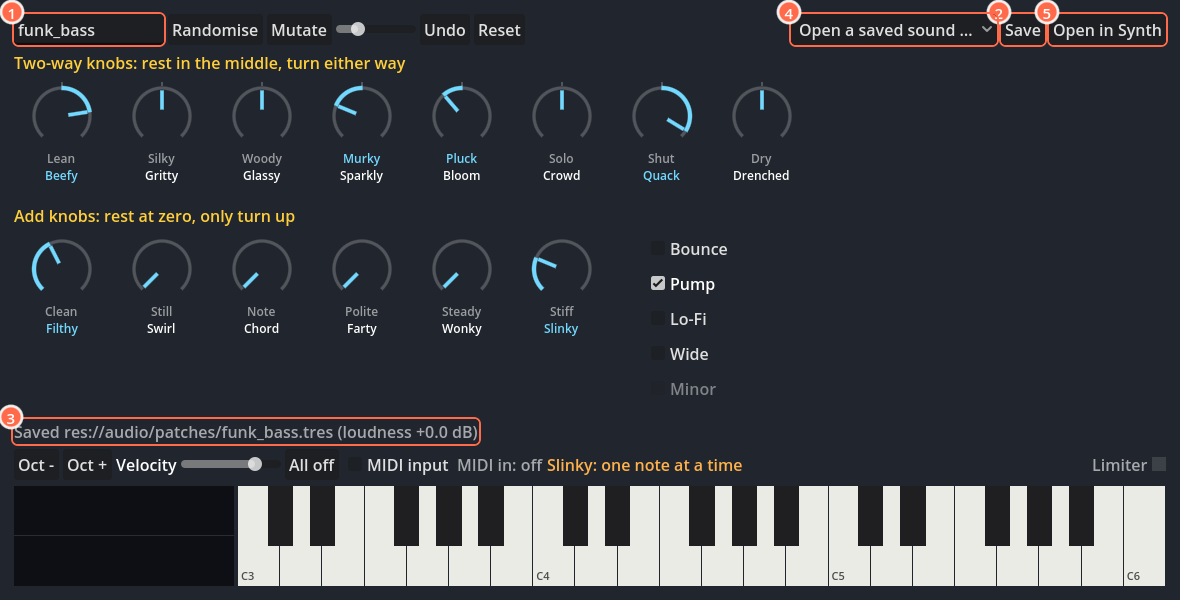 1 4 2 5
funk_bass Randomise Mutate Undo Reset Open a saved sound ... Save Open in Synth
Two-way knobs: rest in the middle, turn either way
Lean Silky Woody Murky Pluck Solo Shut Dry
Beefy Gritty Glassy Sparkly Bloom Crowd Quack Drenched
Add knobs: rest at zero, only turn up
Bounce
Pump
Clean Still Note Polite Steady Stiff Lo-Fi
Filthy Swirl Chord Farty Wonky Slinky
Wide
Minor
3
Saved res://audio/patches/funk_bass.tres (loudness +0.0 dB)
Oct - Oct + Velocity All off MIDI input MIDI in: off Slinky: one note at a time Limiter
C3 C4 C5 C6